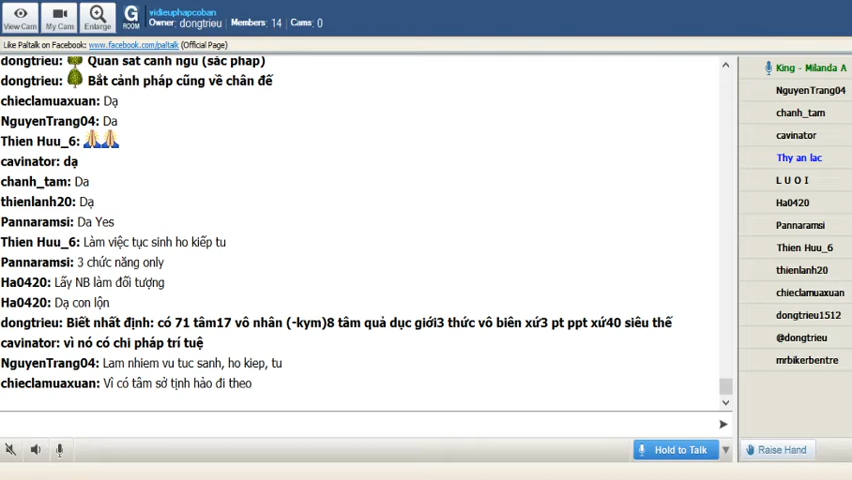 View Cam
My Cam
Enlarge
G
ROOM
vidieuphapcoban
Owner: dongtrieu Members: 14 Cams: 0
Like Paltalk on Facebook: www.facebook.com/paltalk (Official Page)
dongtrieu: Quan sát cảnh ngũ (sắc pháp)
dongtrieu: Bắt cảnh pháp cũng về chân đế
chieclamuaxuan: Dạ
NguyenTrang04: Da
Thien Huu_6:
cavinator: dạ
chanh_tam: Da
thienlanh20: Dạ
Pannaramsi: Da Yes
Thien Huu_6: Làm việc tục sinh ho kiếp tu
Pannaramsi: 3 chức năng only
Ha0420: Lấy NB làm đối tượng
Ha0420: Dạ con lộn
dongtrieu: Biết nhất định: có 71 tâm17 vô nhân (-kym)8 tâm quả dục giới3 thức vô biên xứ3 pt ppt xứ40 siêu thế
cavinator: vì nó có chi pháp trí tuệ
NguyenTrang04: Lam nhiem vu tuc sanh, ho kiep, tu
chieclamuaxuan: Vì có tâm sở tịnh hảo đi theo
Hold to Talk
Raise Hand
King - Milanda A
NguyenTrang04
chanh_tam
cavinator
Thy an lac
L U O I
Ha0420
Pannaramsi
Thien Huu_6
thienlanh20
chieclamuaxuan
dongtrieu1512
@dongtrieu
mrbikerbentre